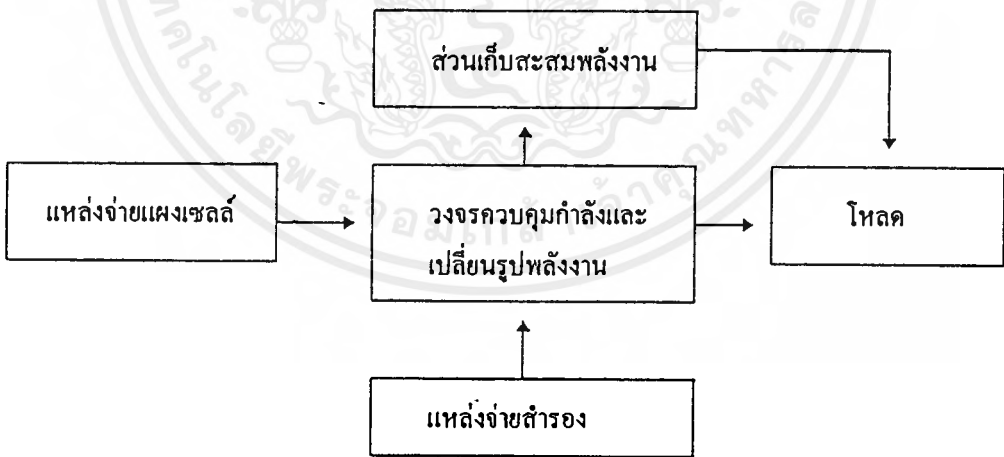 ส่วนเก็บสะสมพลังงาน
แหล่งจ่ายแผงเซลล์
วงจรควบคุมกำลังและ
เปลี่ยนรูปพลังงาน
โหลด
แหล่งจ่ายสำรอง